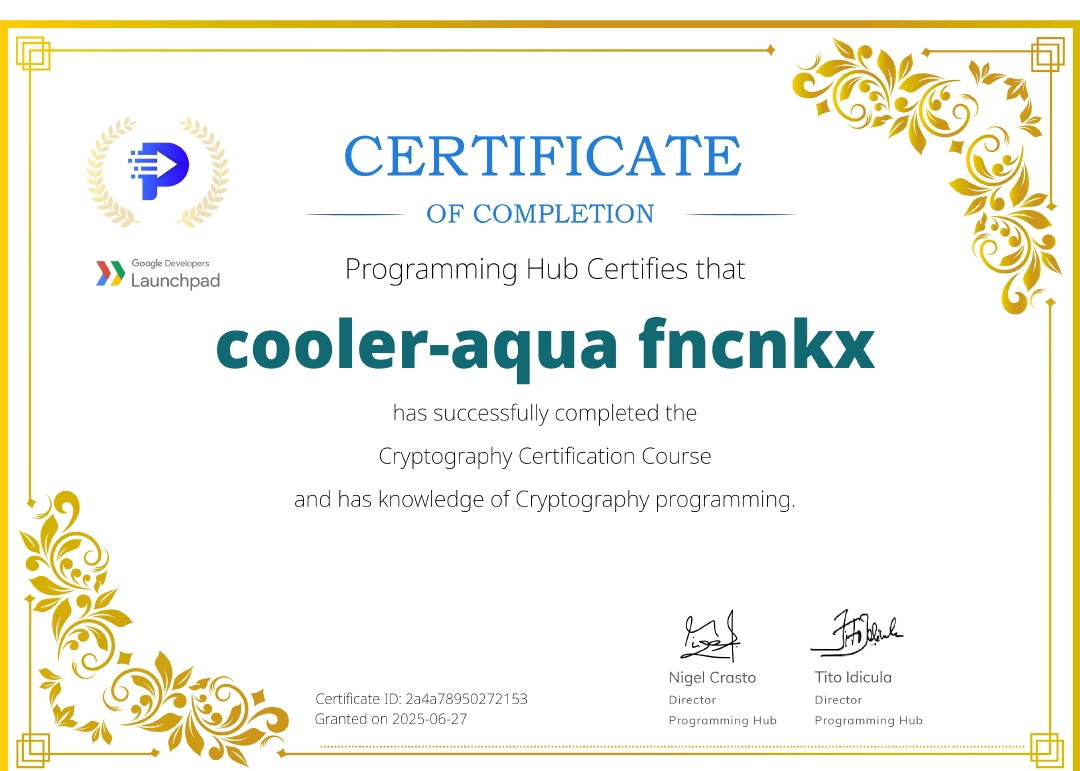 CERTIFICATE
OF COMPLETION
Google Developers
Launchpad
Programming Hub Certifies that
cooler-aqua fncnkx
has successfully completed the
Cryptography Certification Course
and has knowledge of Cryptography programming.
Nigel Crasto
Director
Programming Hub
Tito Idicula
Director
Programming Hub
Certificate ID: 2a4a78950272153
Granted on 2025-06-27